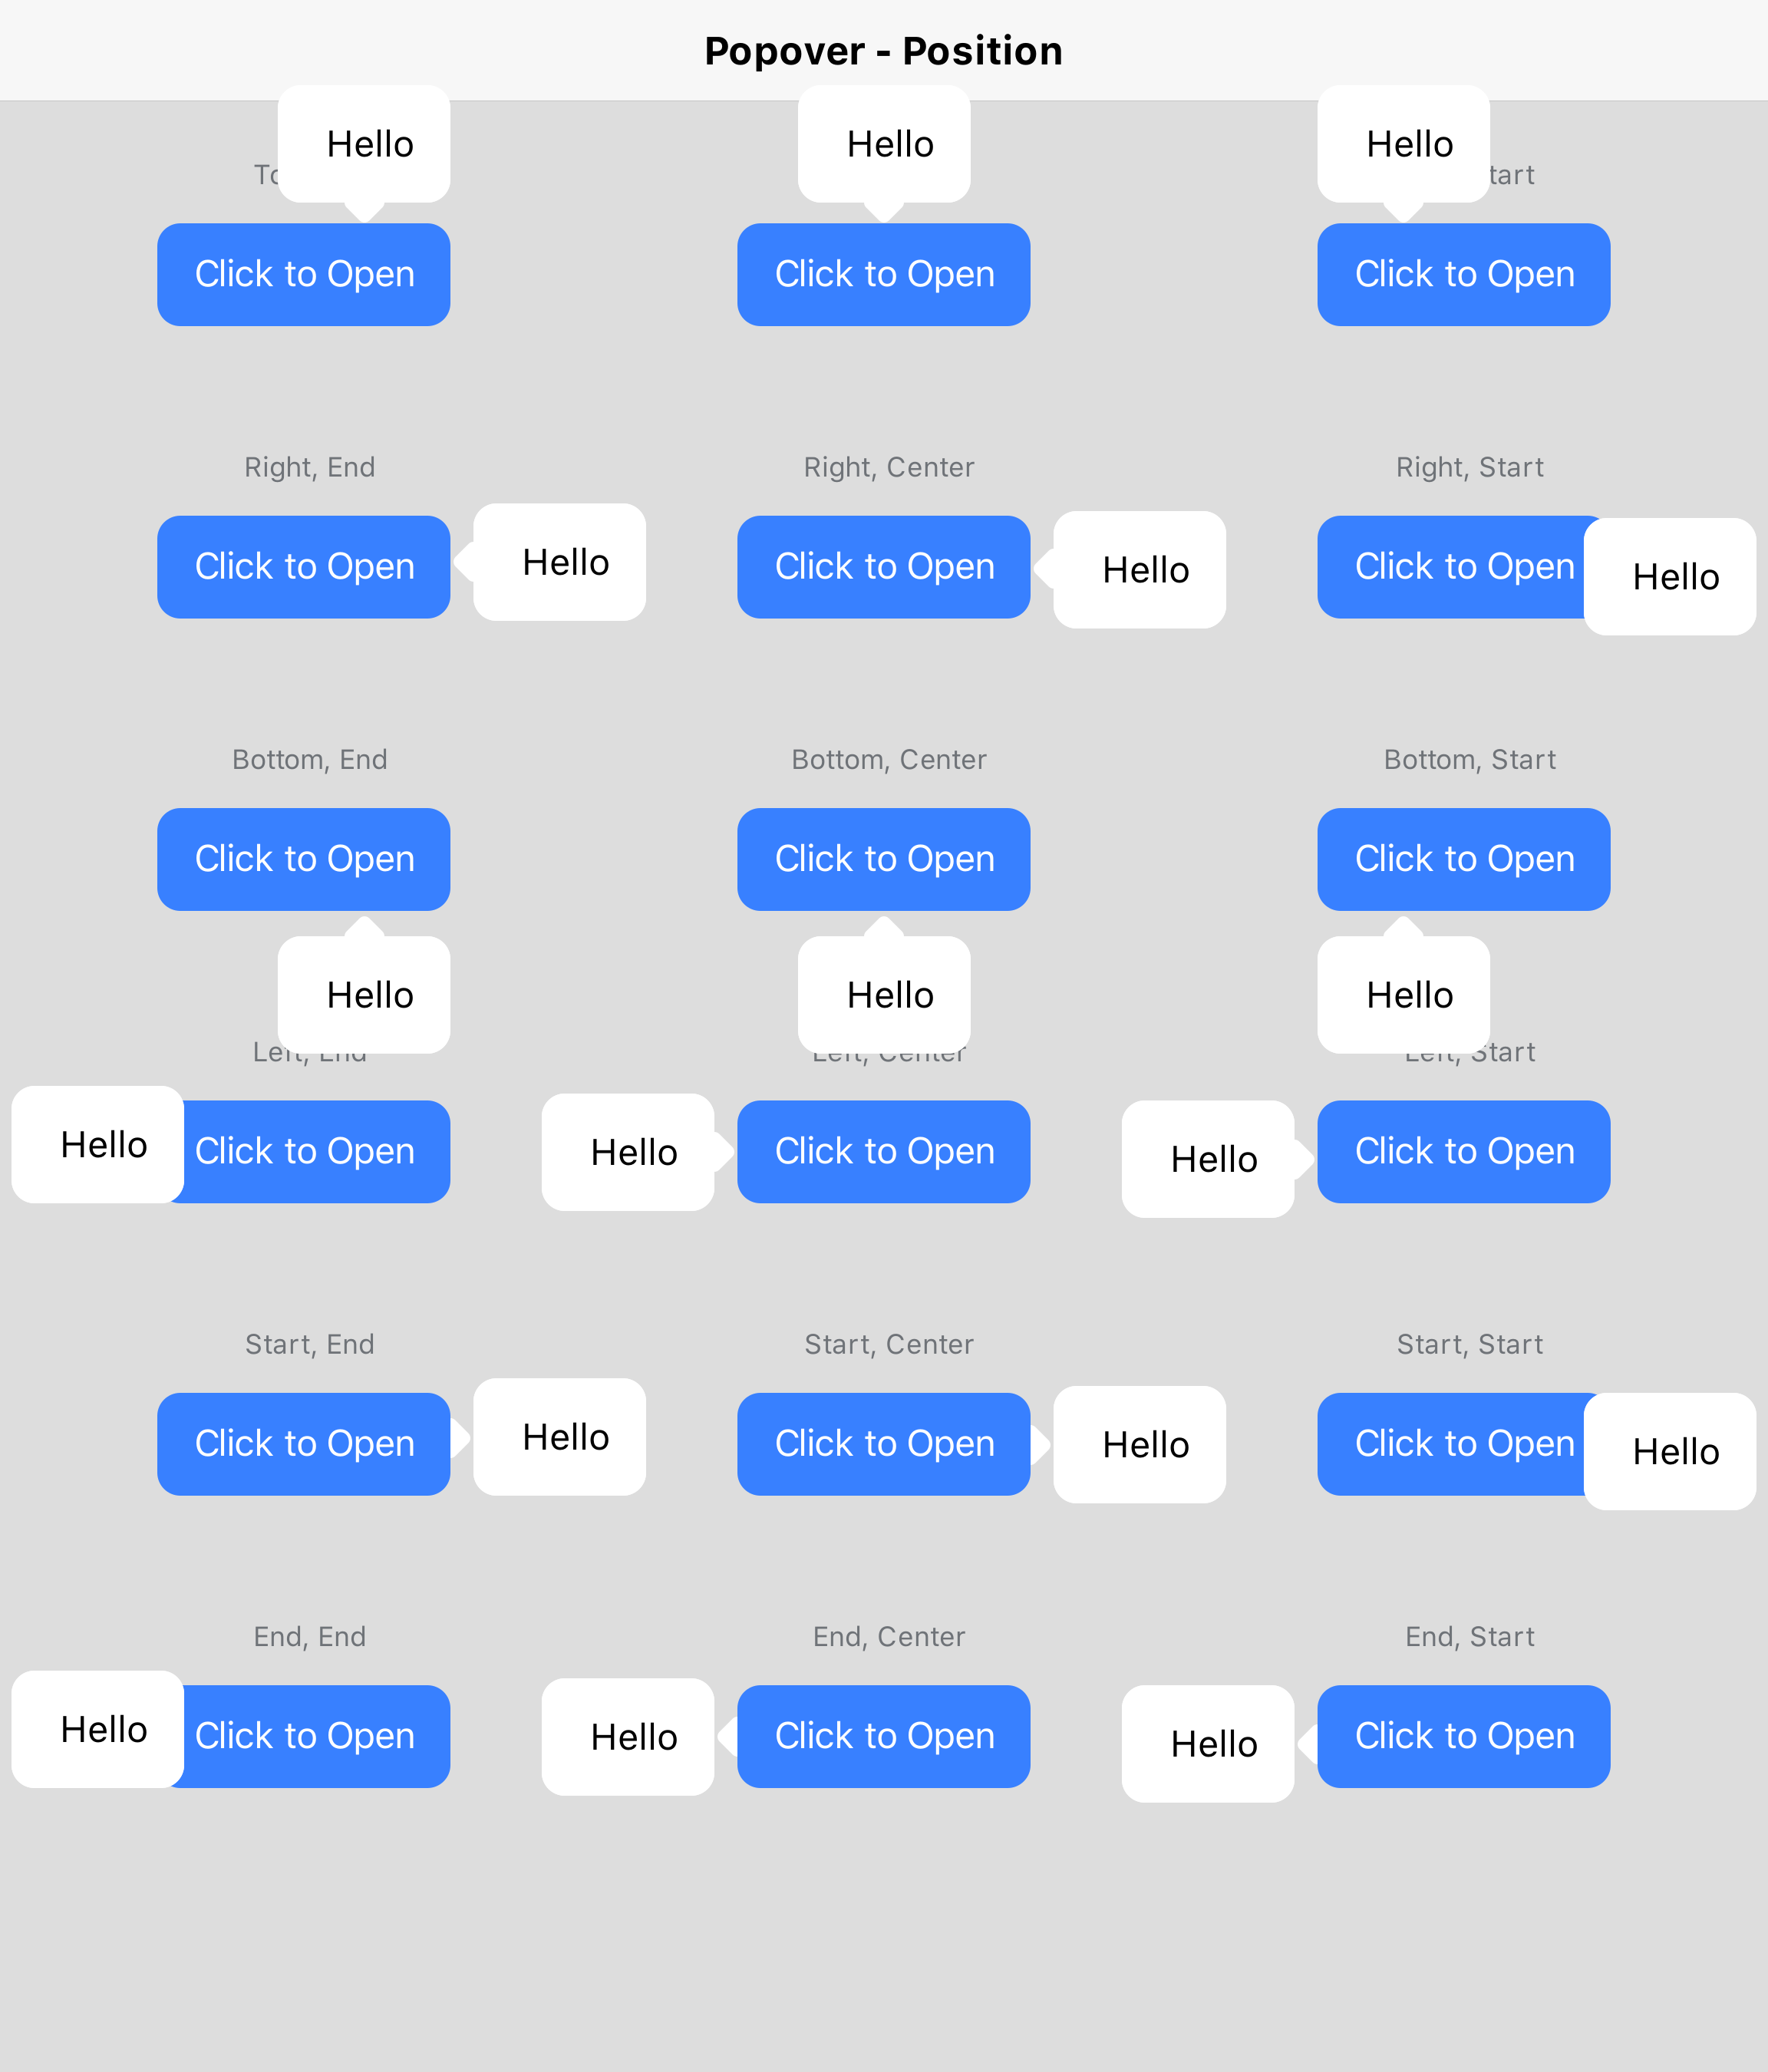 Popover - Position
Hello Hello Hello
Click to Open Click to Open Click to Open
Right, End Right, Center Right, Start
Click to Open Hello Click to Open Hello Click to Open Hello
Bottom, End Bottom, Center Bottom, Start
Click to Open Click to Open Click to Open
Hello Hello Hello
Left, End Left, Center Left, Start
Hello Click to Open Hello Click to Open Hello Click to Open
Start, End Start, Center Start, Start
Click to Open Hello Click to Open Hello Click to Open Hello
End, End End, Center End, Start
Hello Click to Open Hello Click to Open Hello Click to Open